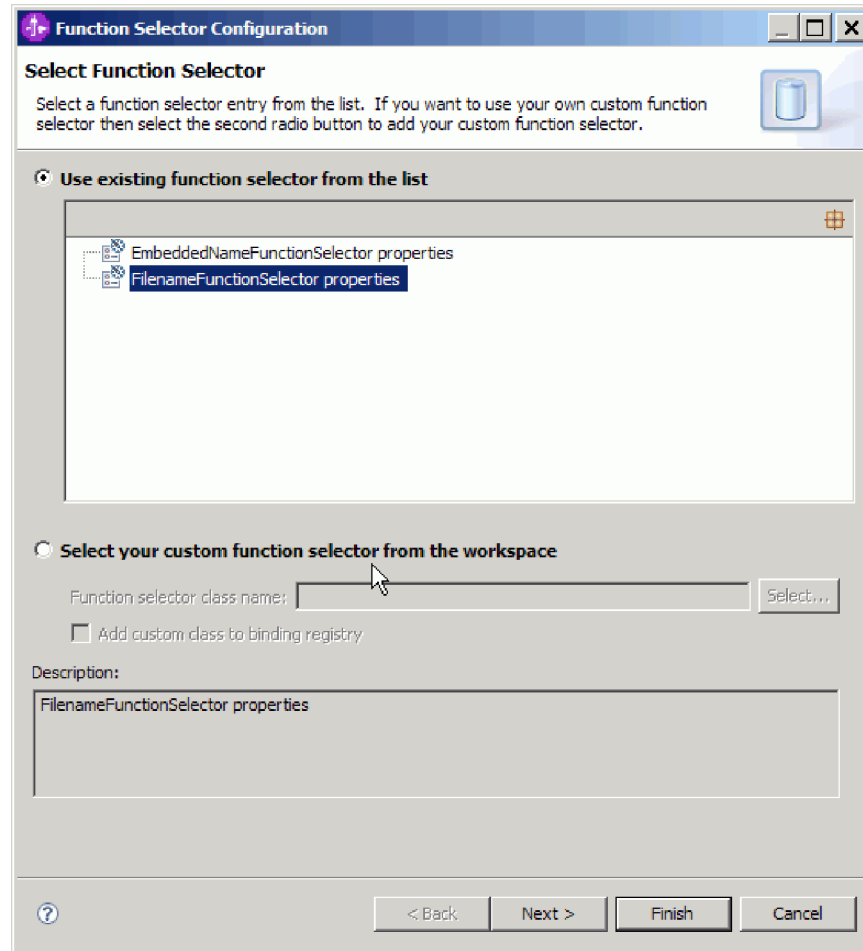 Function Selector Configuration
Select Function Selector
Select a function selector entry from the list. If you want to use your own custom function
selector then select the second radio button to add your custom function selector.
Use existing function selector from the list
EmbeddedNameFunctionSelector properties
FilenameFunctionSelector properties
Select your custom function selector from the workspace
Function selector class name:
Select...
Add custom class to binding registry
Description:
FilenameFunctionSelector properties
?
< Back
Next >
Finish
Cancel